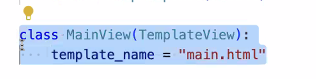 class MainView(TemplateView):
    template_name = "main.html"